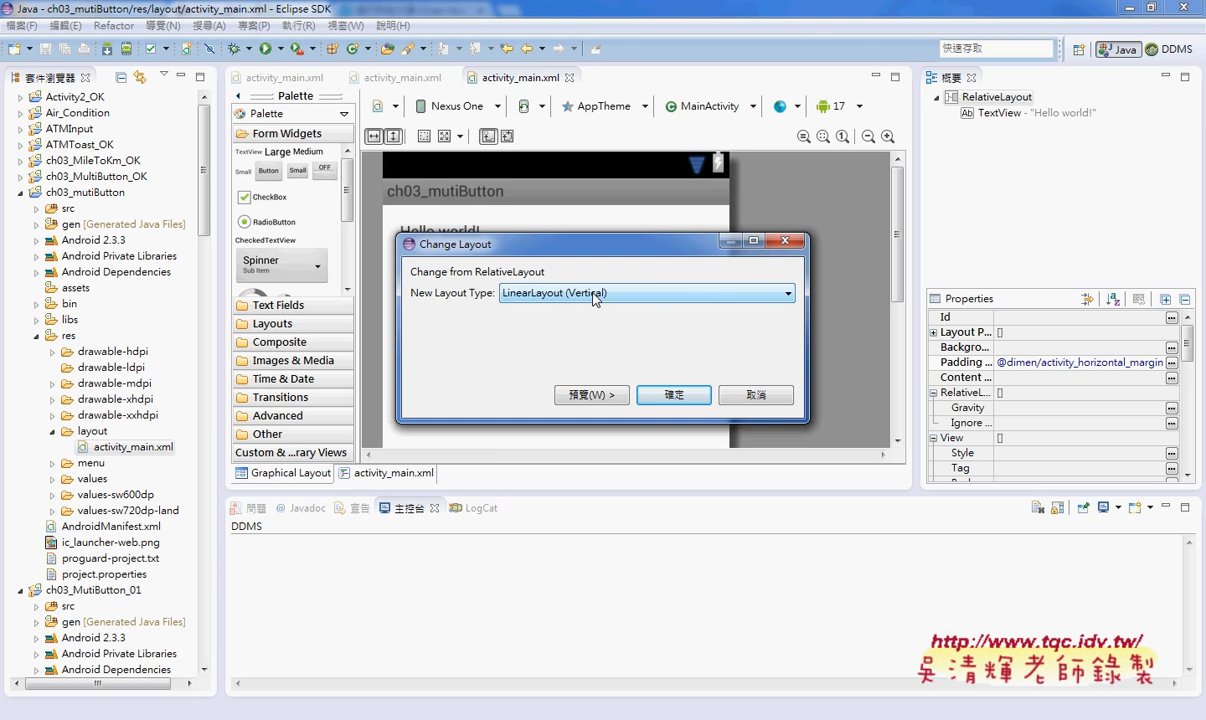 Java - ch03_mutiButton/res/layout/activity_main.xml - Eclipse SDK
檔案(F) 編輯(E) Refactor 導覽(N) 搜尋(A) 專案(P) 執行(R) 視窗(W) 說明(H)
快速存取 Java DDMS
套件瀏覽器
Activity2_OK
Air_Condition
ATMInput
ATMToast_OK
ch03_MileToKm_OK
ch03_MultiButton_OK
ch03_mutiButton
src
gen [Generated Java Files]
Android 2.3.3
Android Private Libraries
Android Dependencies
assets
bin
libs
res
drawable-hdpi
drawable-ldpi
drawable-mdpi
drawable-xhdpi
drawable-xxhdpi
layout
activity_main.xml
menu
values
values-sw600dp
values-sw720dp-land
AndroidManifest.xml
ic_launcher-web.png
proguard-project.txt
project.properties
ch03_MutiButton_01
src
gen [Generated Java Files]
Android 2.3.3
Android Private Libraries
Android Dependencies
activity_main.xml activity_main.xml activity_main.xml
Palette
Palette
Form Widgets
TextView Large Medium
Small Button Small OFF
CheckBox
RadioButton
CheckedTextView
Spinner
Sub Item
Text Fields
Layouts
Composite
Images & Media
Time & Date
Transitions
Advanced
Other
Custom & ...rary Views
Nexus One AppTheme MainActivity 17
ch03_mutiButton
Hello world!
Change Layout
Change from RelativeLayout
New Layout Type: LinearLayout (Vertical)
預覽(W) > 確定 取消
Graphical Layout activity_main.xml
概要
RelativeLayout
Ab TextView - "Hello world!"
Properties
Id
Layout P... []
Backgro...
Padding ... @dimen/activity_horizontal_margin
Content ...
RelativeL... []
Gravity
Ignore ...
View []
Style
Tag
問題 Javadoc 宣告 主控台 LogCat
DDMS
http://www.tqc.idv.tw/
吳清輝老師錄製